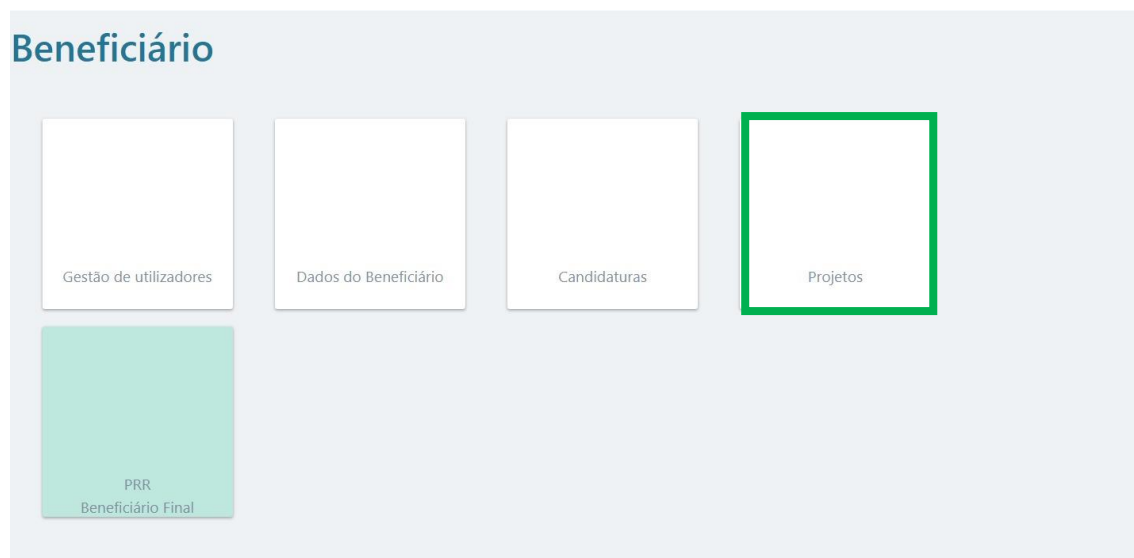 Beneficiário
Gestão de utilizadores
Dados do Beneficiário
Candidaturas
Projetos
PRR
Beneficiário Final